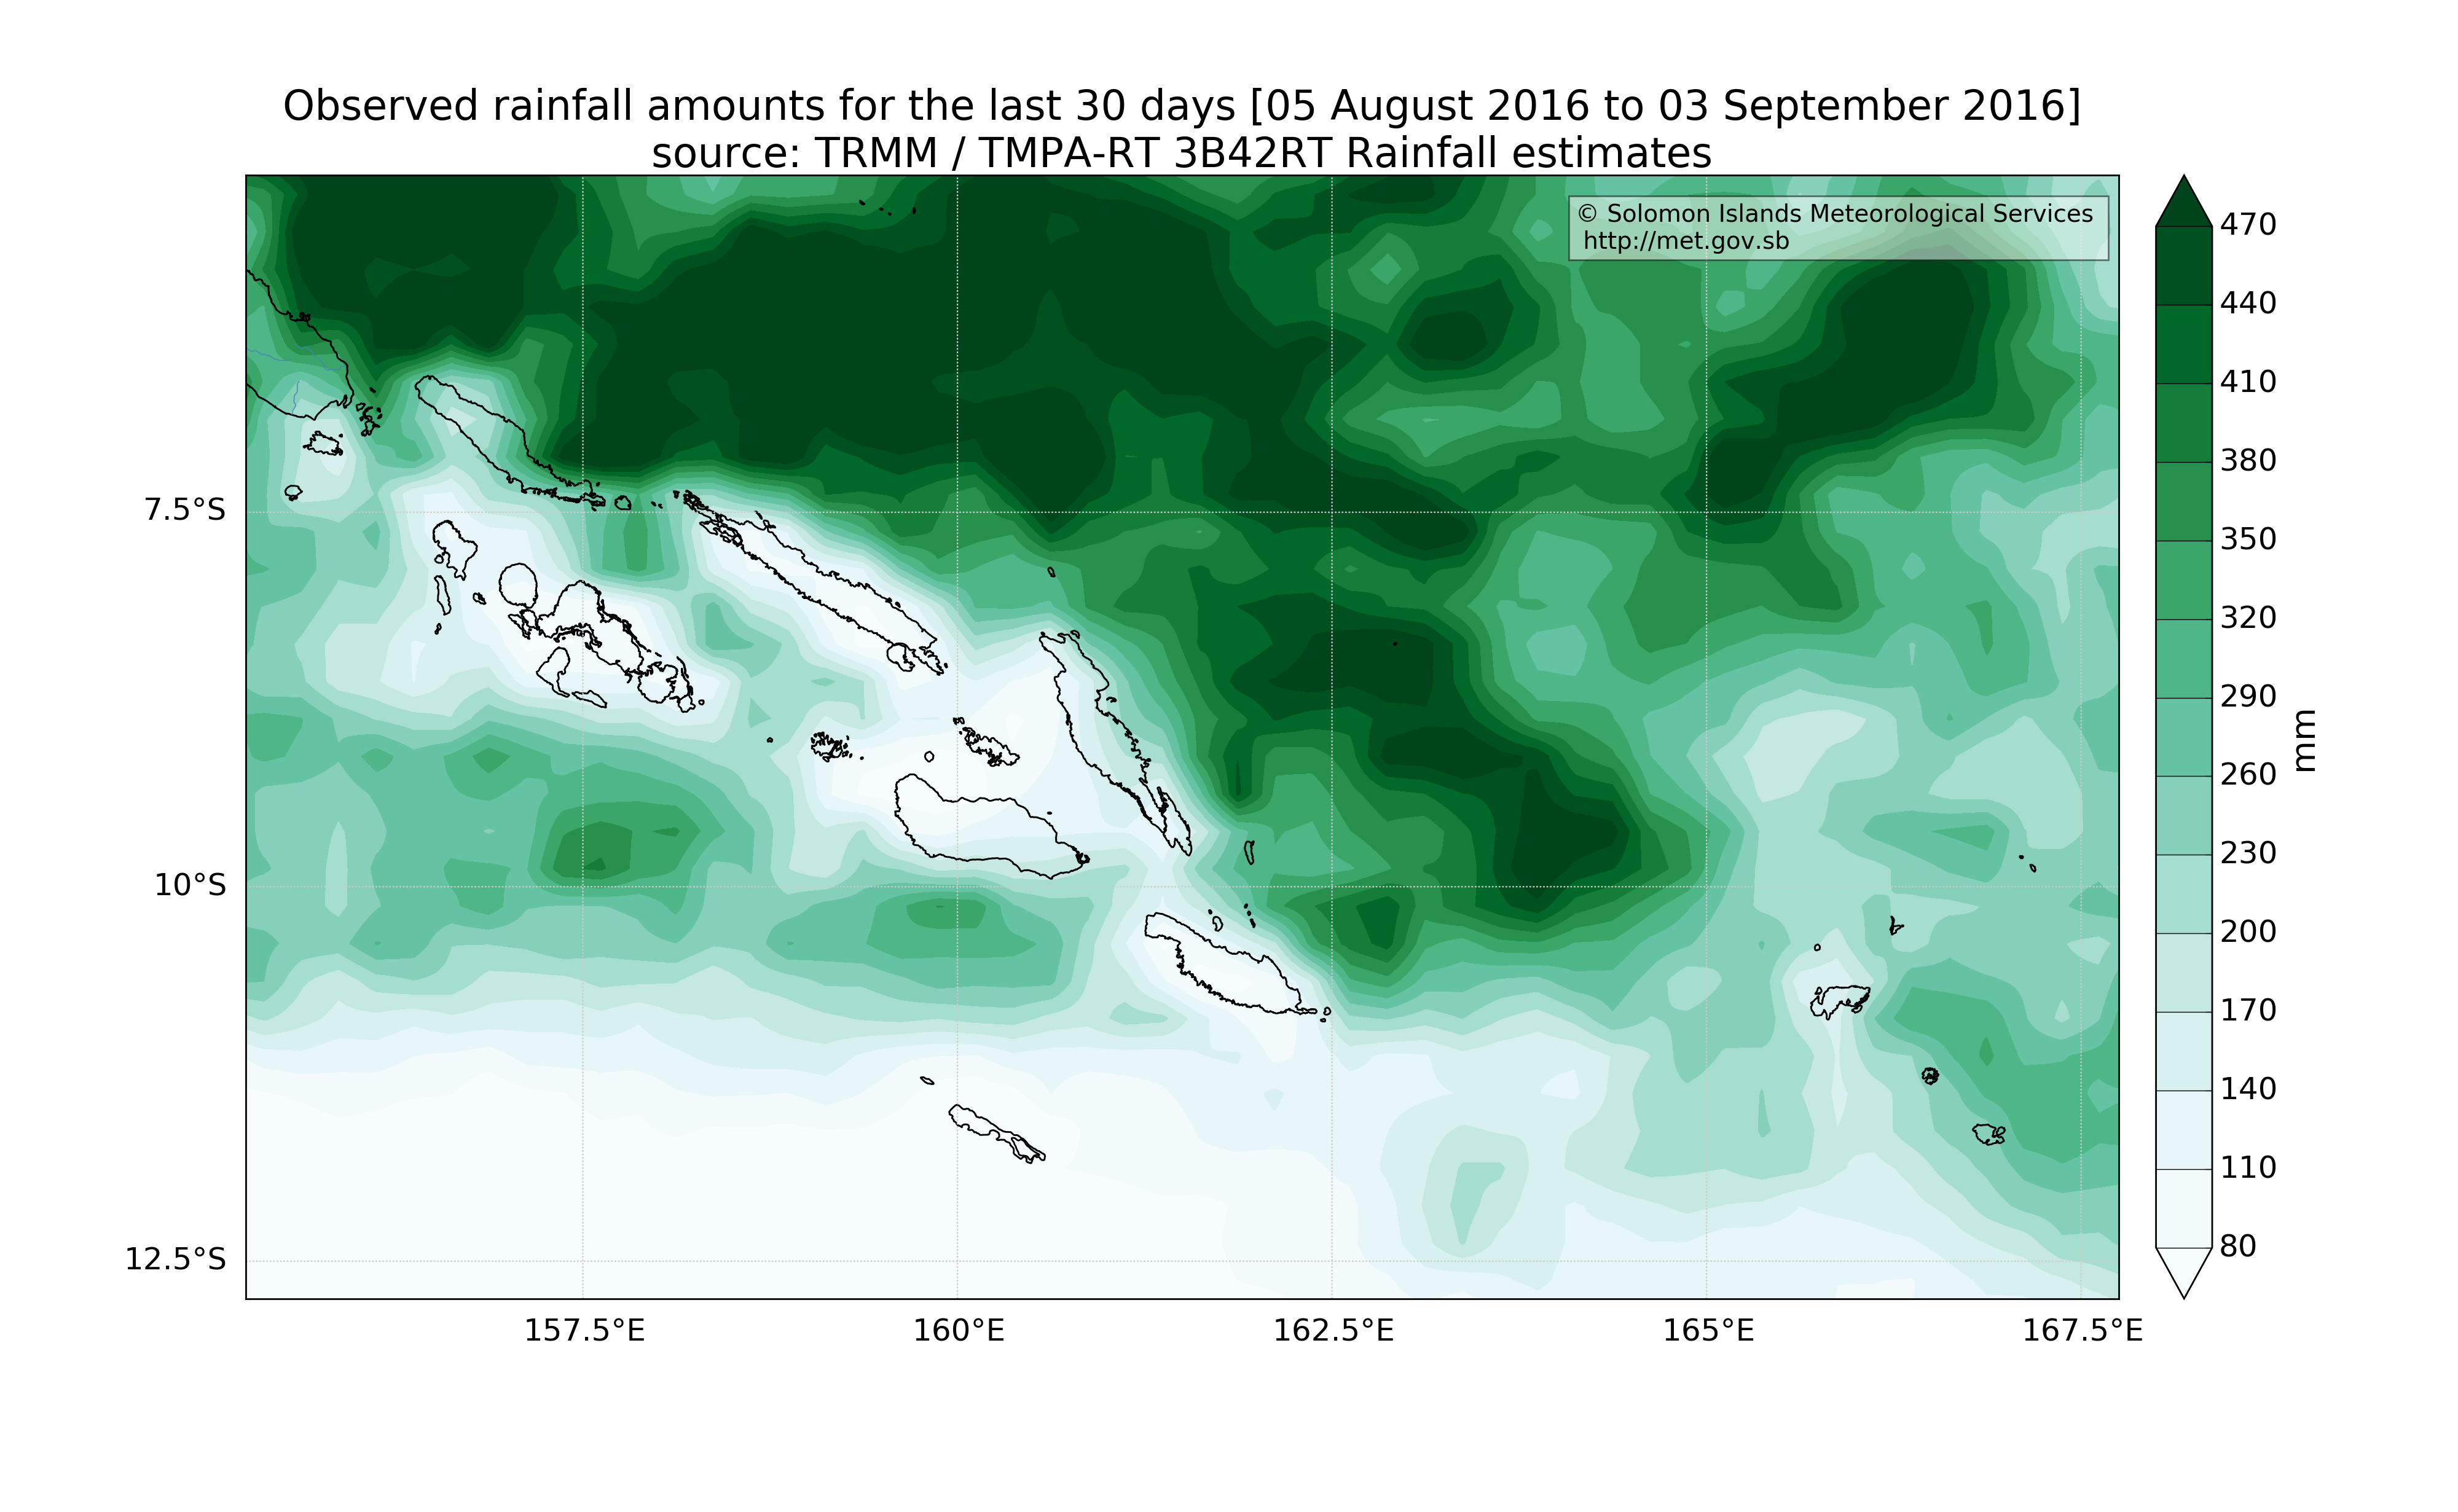 Observed rainfall amounts for the last 30 days [05 August 2016 to 03 September 2016]
source: TRMM / TMPA-RT 3B42RT Rainfall estimates
© Solomon Islands Meteorological Services
http://met.gov.sb
470
440
410
380
350
320
290
260
230
200
170
140
110
80
mm
7.5°S
10°S
12.5°S
157.5°E
160°E
162.5°E
165°E
167.5°E